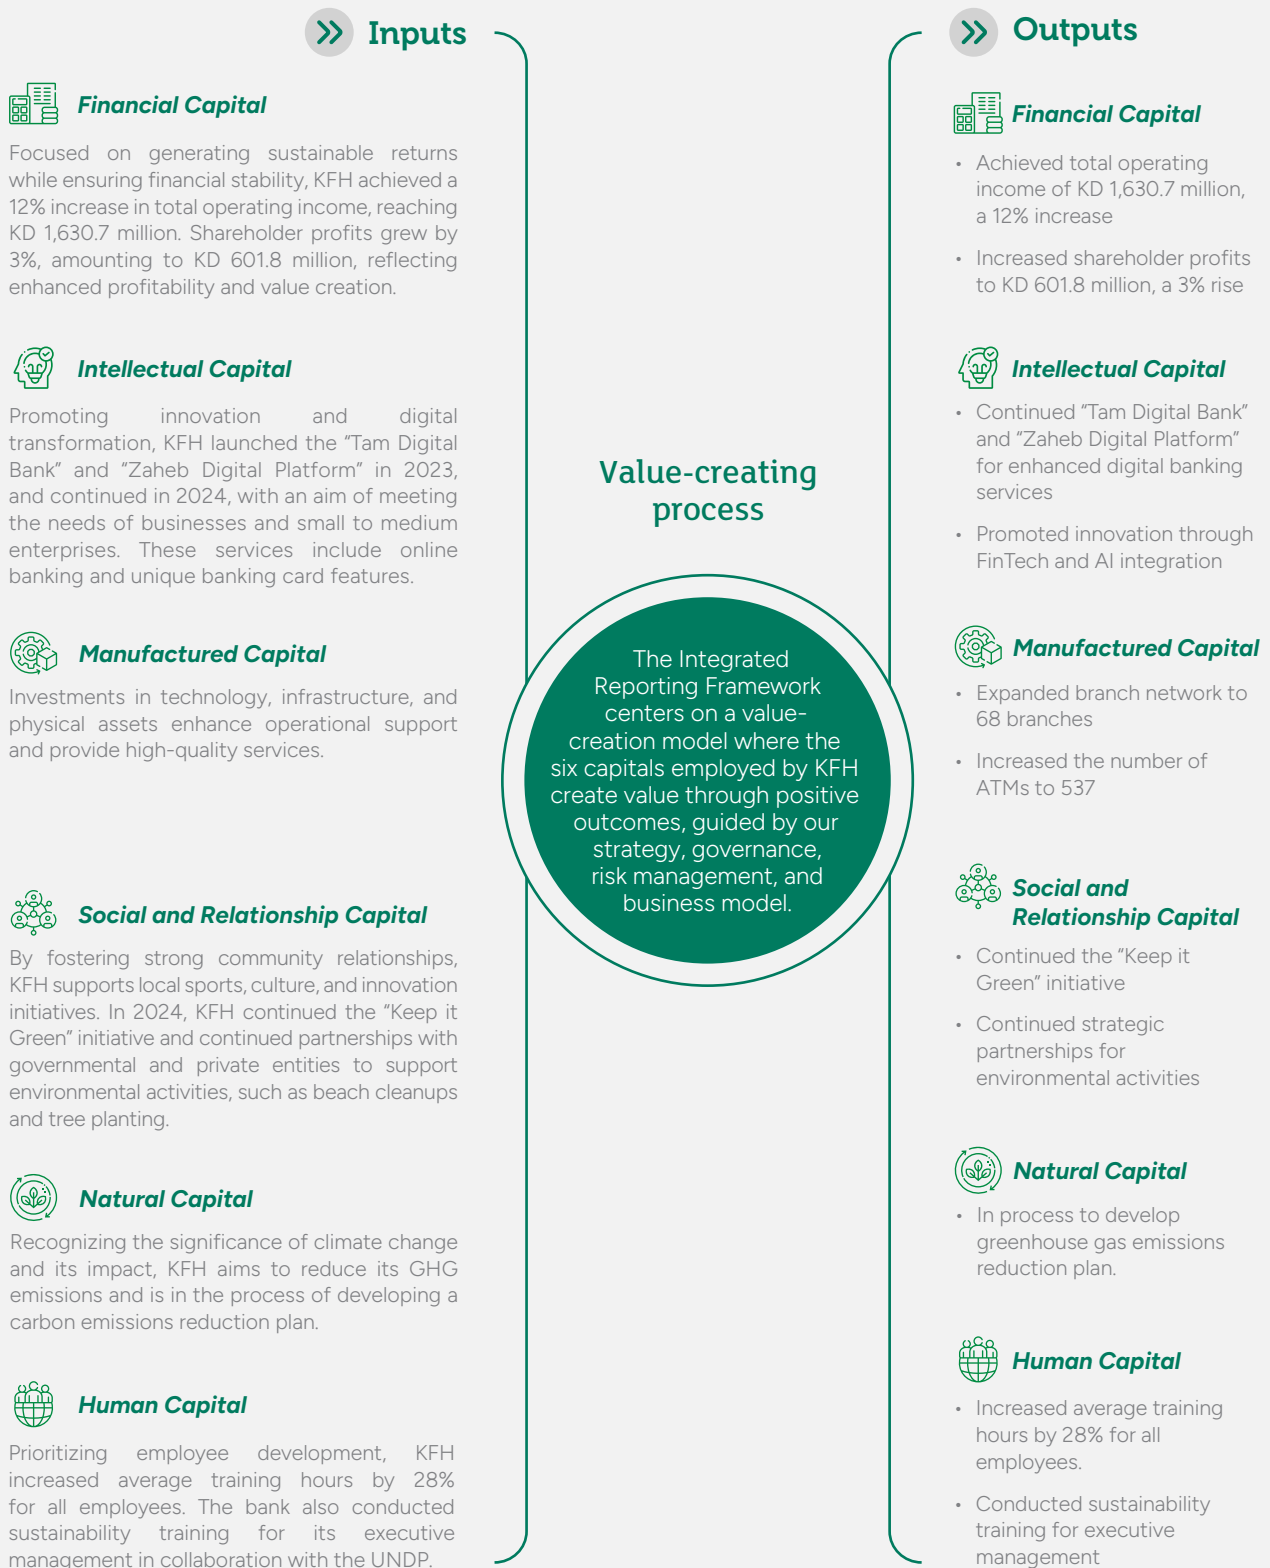 Inputs
Financial Capital
Focused on generating sustainable returns
while ensuring financial stability, KFH achieved a
12% increase in total operating income, reaching
KD 1,630.7 million. Shareholder profits grew by
3%, amounting to KD 601.8 million, reflecting
enhanced profitability and value creation.
Intellectual Capital
Promoting innovation and digital
transformation, KFH launched the “Tam Digital
Bank” and “Zaheb Digital Platform” in 2023,
and continued in 2024, with an aim of meeting
the needs of businesses and small to medium
enterprises. These services include online
banking and unique banking card features.
Manufactured Capital
Investments in technology, infrastructure, and
physical assets enhance operational support
and provide high-quality services.
Social and Relationship Capital
By fostering strong community relationships,
KFH supports local sports, culture, and innovation
initiatives. In 2024, KFH continued the “Keep it
Green” initiative and continued partnerships with
governmental and private entities to support
environmental activities, such as beach cleanups
and tree planting.
Natural Capital
Recognizing the significance of climate change
and its impact, KFH aims to reduce its GHG
emissions and is in the process of developing a
carbon emissions reduction plan.
Human Capital
Prioritizing employee development, KFH
increased average training hours by 28%
for all employees. The bank also conducted
sustainability training for its executive
management in collaboration with the UNDP.
Value-creating
process
The Integrated
Reporting Framework
centers on a value-
creation model where the
six capitals employed by KFH
create value through positive
outcomes, guided by our
strategy, governance,
risk management, and
business model.
Outputs
Financial Capital
• Achieved total operating
income of KD 1,630.7 million,
a 12% increase
• Increased shareholder profits
to KD 601.8 million, a 3% rise
Intellectual Capital
• Continued “Tam Digital Bank”
and “Zaheb Digital Platform”
for enhanced digital banking
services
• Promoted innovation through
FinTech and AI integration
Manufactured Capital
• Expanded branch network to
68 branches
• Increased the number of
ATMs to 537
Social and
Relationship Capital
• Continued the “Keep it
Green” initiative
• Continued strategic
partnerships for
environmental activities
Natural Capital
• In process to develop
greenhouse gas emissions
reduction plan.
Human Capital
• Increased average training
hours by 28% for all
employees.
• Conducted sustainability
training for executive
management